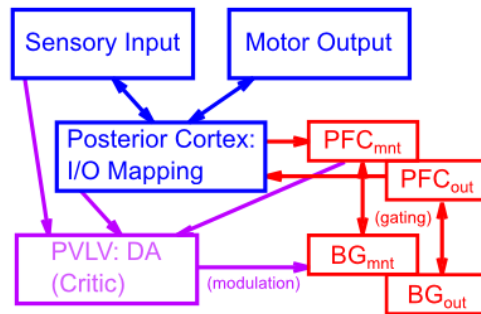 Sensory Input
Motor Output
Posterior Cortex:
I/O Mapping
PFCmnt
PFCout
(gating)
PVLV: DA
(Critic)
(modulation)
BGmnt
BGout